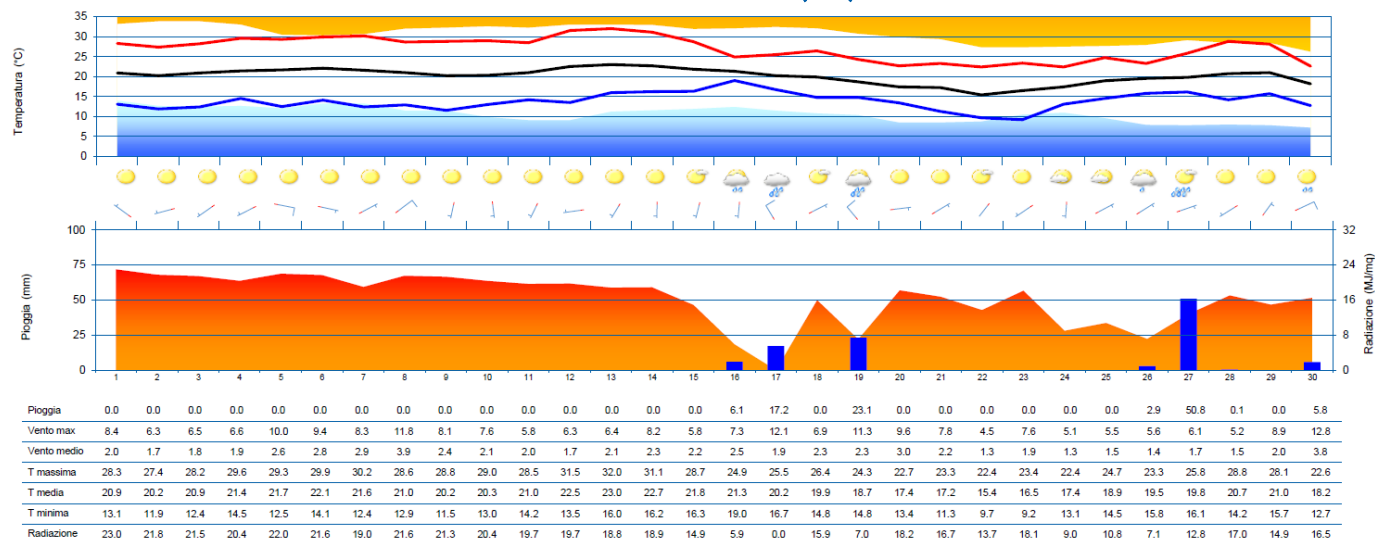 35
30
25
20
15
10
5
0
Temperatura (°C)
100 32
75 24
50 16
25 8
0 0
Pioggia (mm)
Radiazione (MJ/mq)
1 2 3 4 5 6 7 8 9 10 11 12 13 14 15 16 17 18 19 20 21 22 23 24 25 26 27 28 29 30
Pioggia 0.0 0.0 0.0 0.0 0.0 0.0 0.0 0.0 0.0 0.0 0.0 0.0 0.0 0.0 0.0 6.1 17.2 0.0 23.1 0.0 0.0 0.0 0.0 0.0 0.0 2.9 50.8 0.1 0.0 5.8
Vento max 8.4 6.3 6.5 6.6 10.0 9.4 8.3 11.8 8.1 7.6 5.8 6.3 6.4 8.2 5.8 7.3 12.1 6.9 11.3 9.6 7.8 4.5 7.6 5.1 5.5 5.6 6.1 5.2 8.9 12.8
Vento medio 2.0 1.7 1.8 1.9 2.6 2.8 2.9 3.9 2.4 2.1 2.0 1.7 2.1 2.3 2.2 2.5 1.9 2.3 2.3 3.0 2.2 1.3 1.9 1.3 1.5 1.4 1.7 1.5 2.0 3.8
T massima 28.3 27.4 28.2 29.6 29.3 29.9 30.2 28.6 28.8 29.0 28.5 31.5 32.0 31.1 28.7 24.9 25.5 26.4 24.3 22.7 23.3 22.4 23.4 22.4 24.7 23.3 25.8 28.8 28.1 22.6
T media 20.9 20.2 20.9 21.4 21.7 22.1 21.6 21.0 20.2 20.3 21.0 22.5 23.0 22.7 21.8 21.3 20.2 19.9 18.7 17.4 17.2 15.4 16.5 17.4 18.9 19.5 19.8 20.7 21.0 18.2
T minima 13.1 11.9 12.4 14.5 12.5 14.1 12.4 12.9 11.5 13.0 14.2 13.5 16.0 16.2 16.3 19.0 16.7 14.8 14.8 13.4 11.3 9.7 9.2 13.1 14.5 15.8 16.1 14.2 15.7 12.7
Radiazione 23.0 21.8 21.5 20.4 22.0 21.6 19.0 21.6 21.3 20.4 19.7 19.7 18.8 18.9 14.9 5.9 0.0 15.9 7.0 18.2 16.7 13.7 18.1 9.0 10.8 7.1 12.8 17.0 14.9 16.5